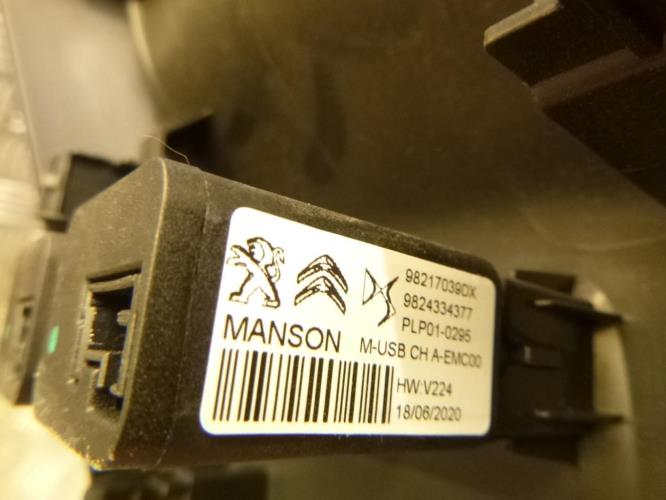 98217039DX
9824334377
PLP01-0295
MANSON M-USB CH A-EMC00
HW:V224
18/06/2020